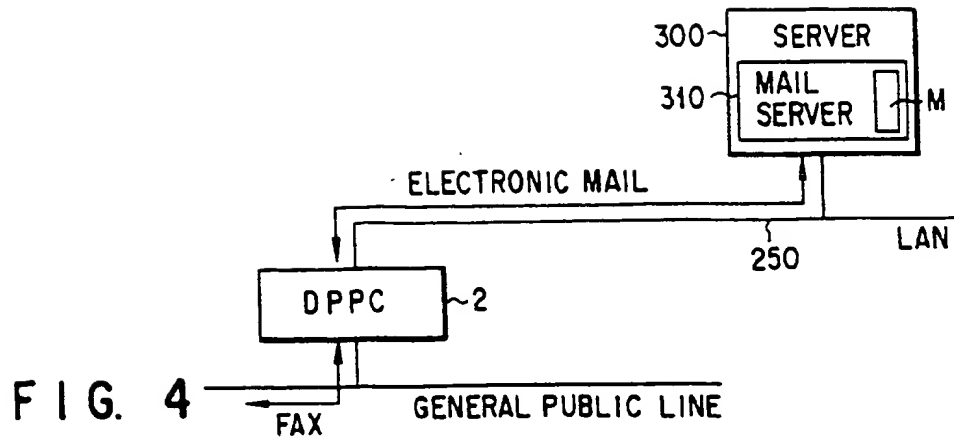 300
SERVER
310
MAIL
SERVER
M
ELECTRONIC MAIL
250
LAN
DPPC
2
FIG. 4
FAX
GENERAL PUBLIC LINE